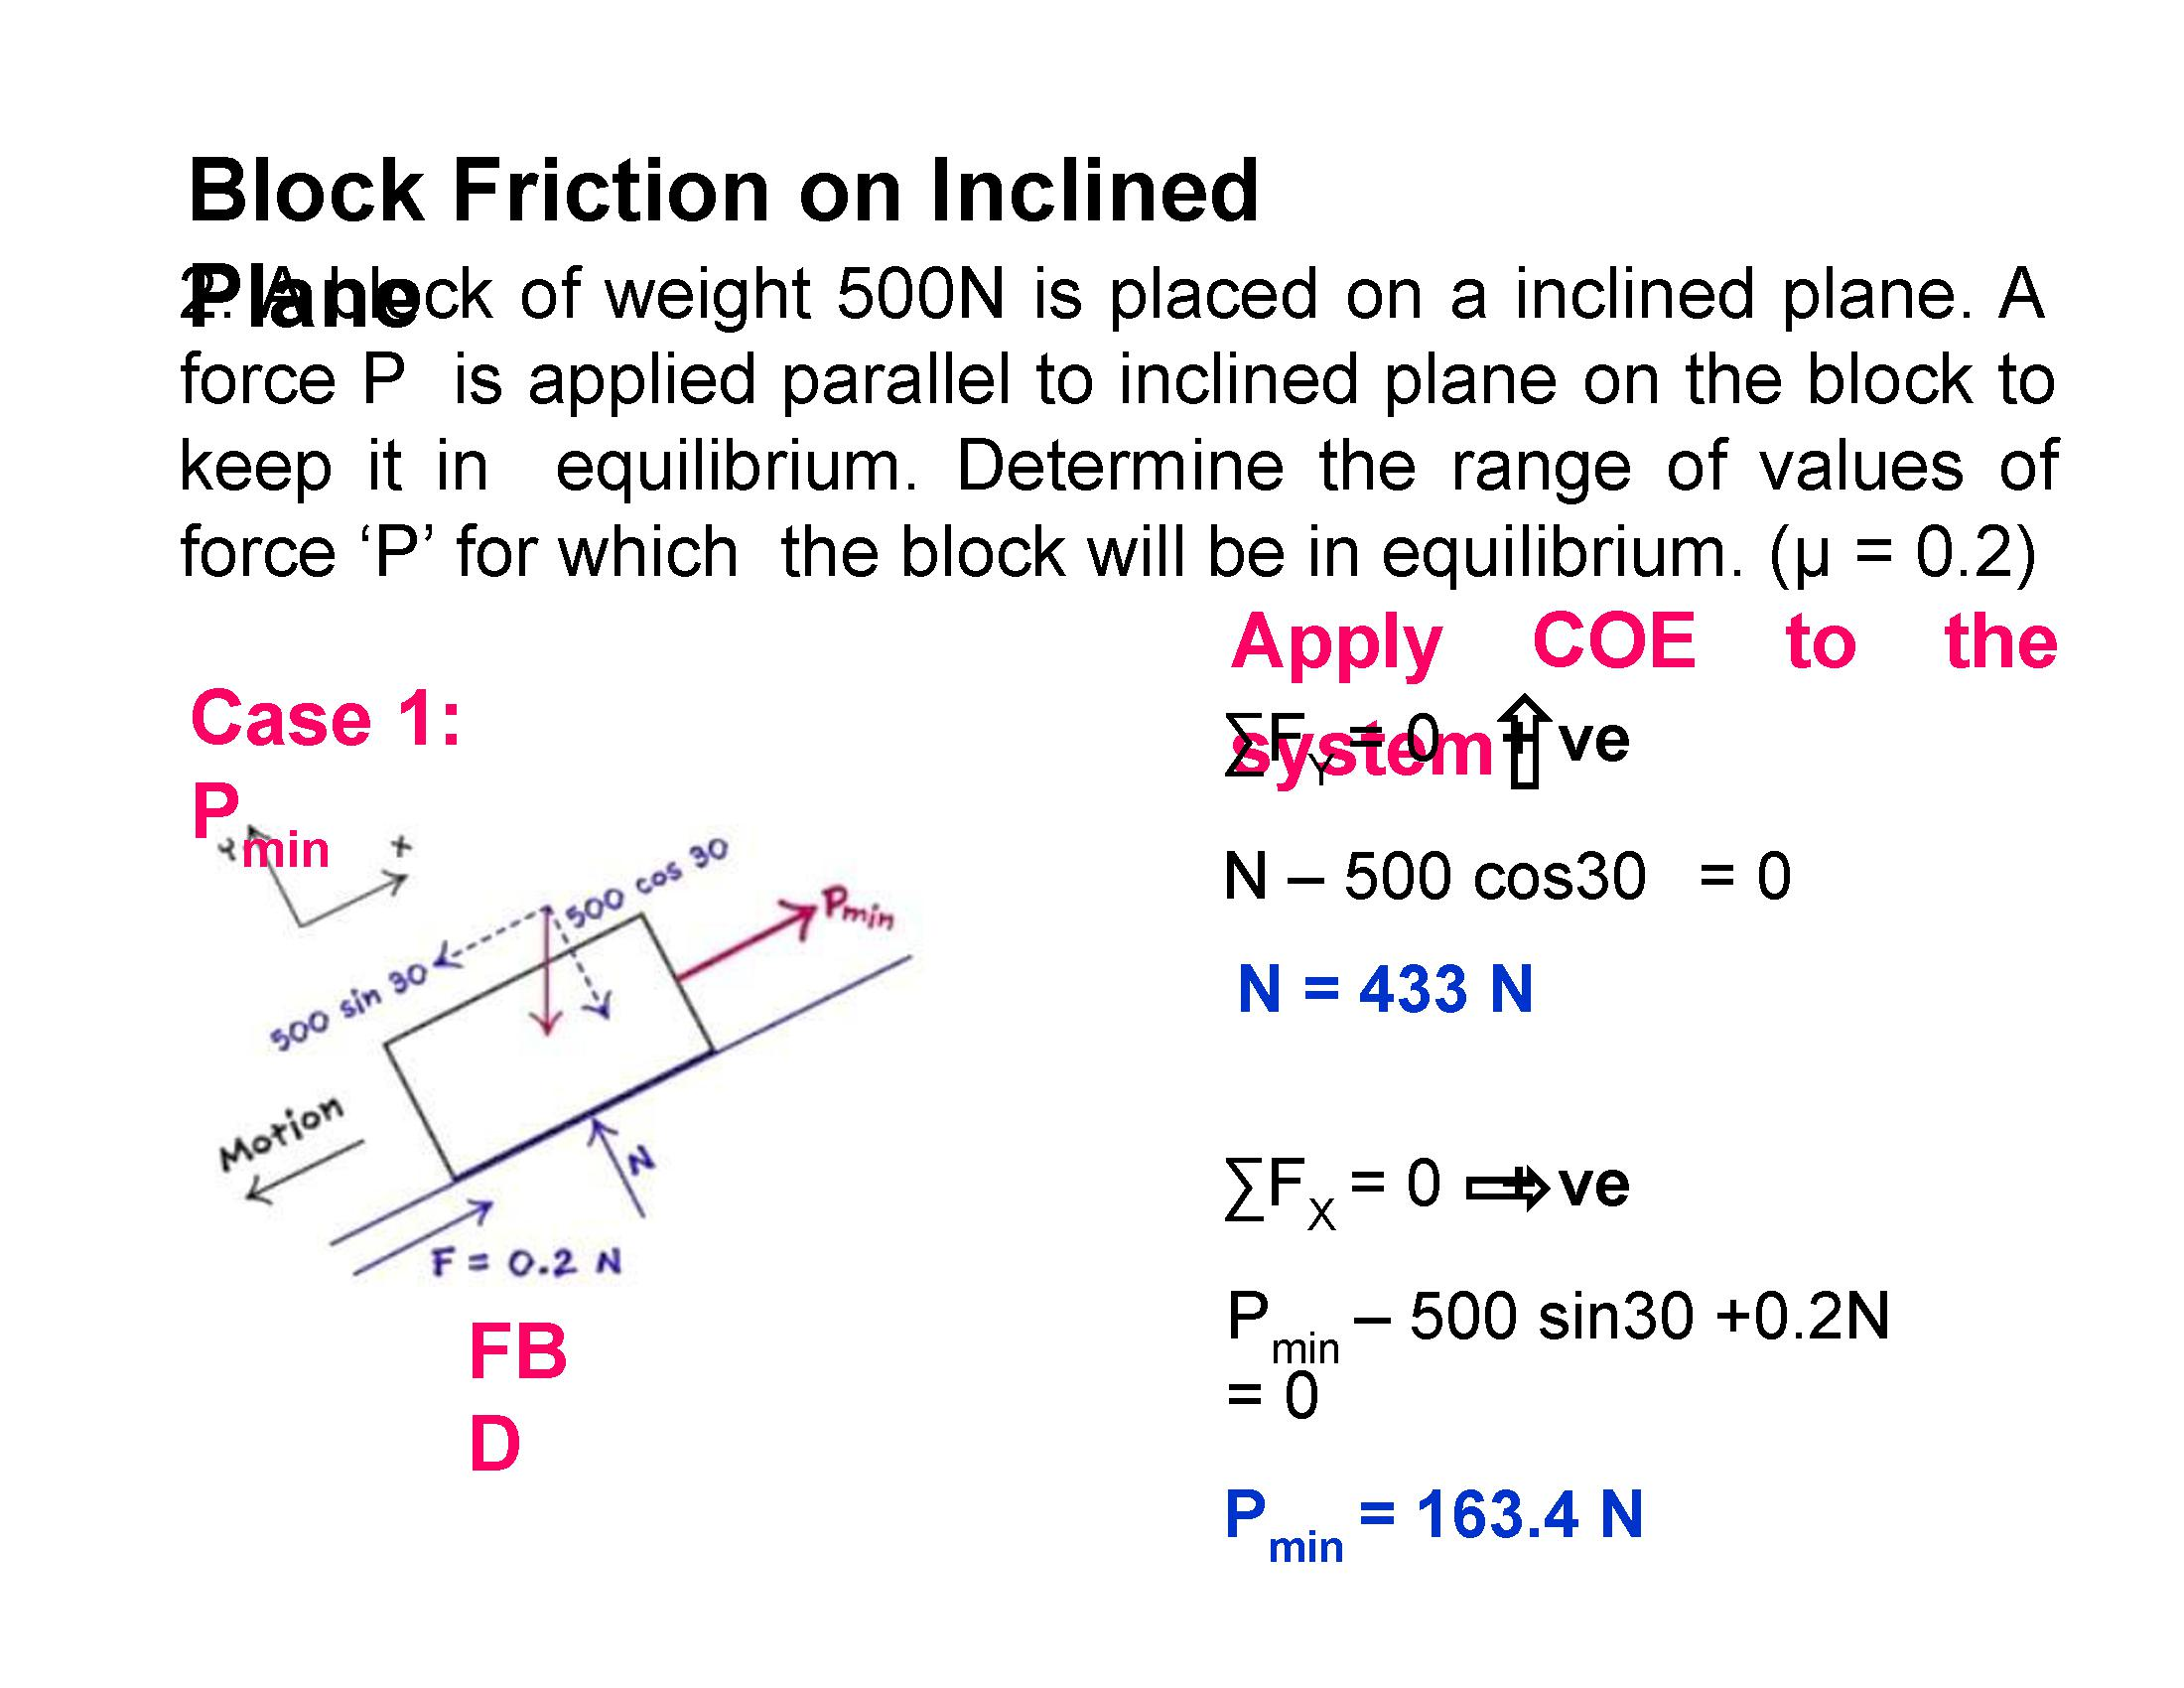 Block Friction on Inclined
Plane
2. A block of weight 500N is placed on a inclined plane. A
force P is applied parallel to inclined plane on the block to
keep it in equilibrium. Determine the range of values of
force ‘P’ for which the block will be in equilibrium. (μ = 0.2)
Case 1:
Pmin
Y
X
500 cos 30
500 sin 30
Pmin
Motion
N
F = 0.2 N
FB
D
Apply COE to the
system
∑FY = 0 + ve
N – 500 cos30 = 0
N = 433 N
∑FX = 0 + ve
Pmin – 500 sin30 +0.2N
= 0
Pmin = 163.4 N